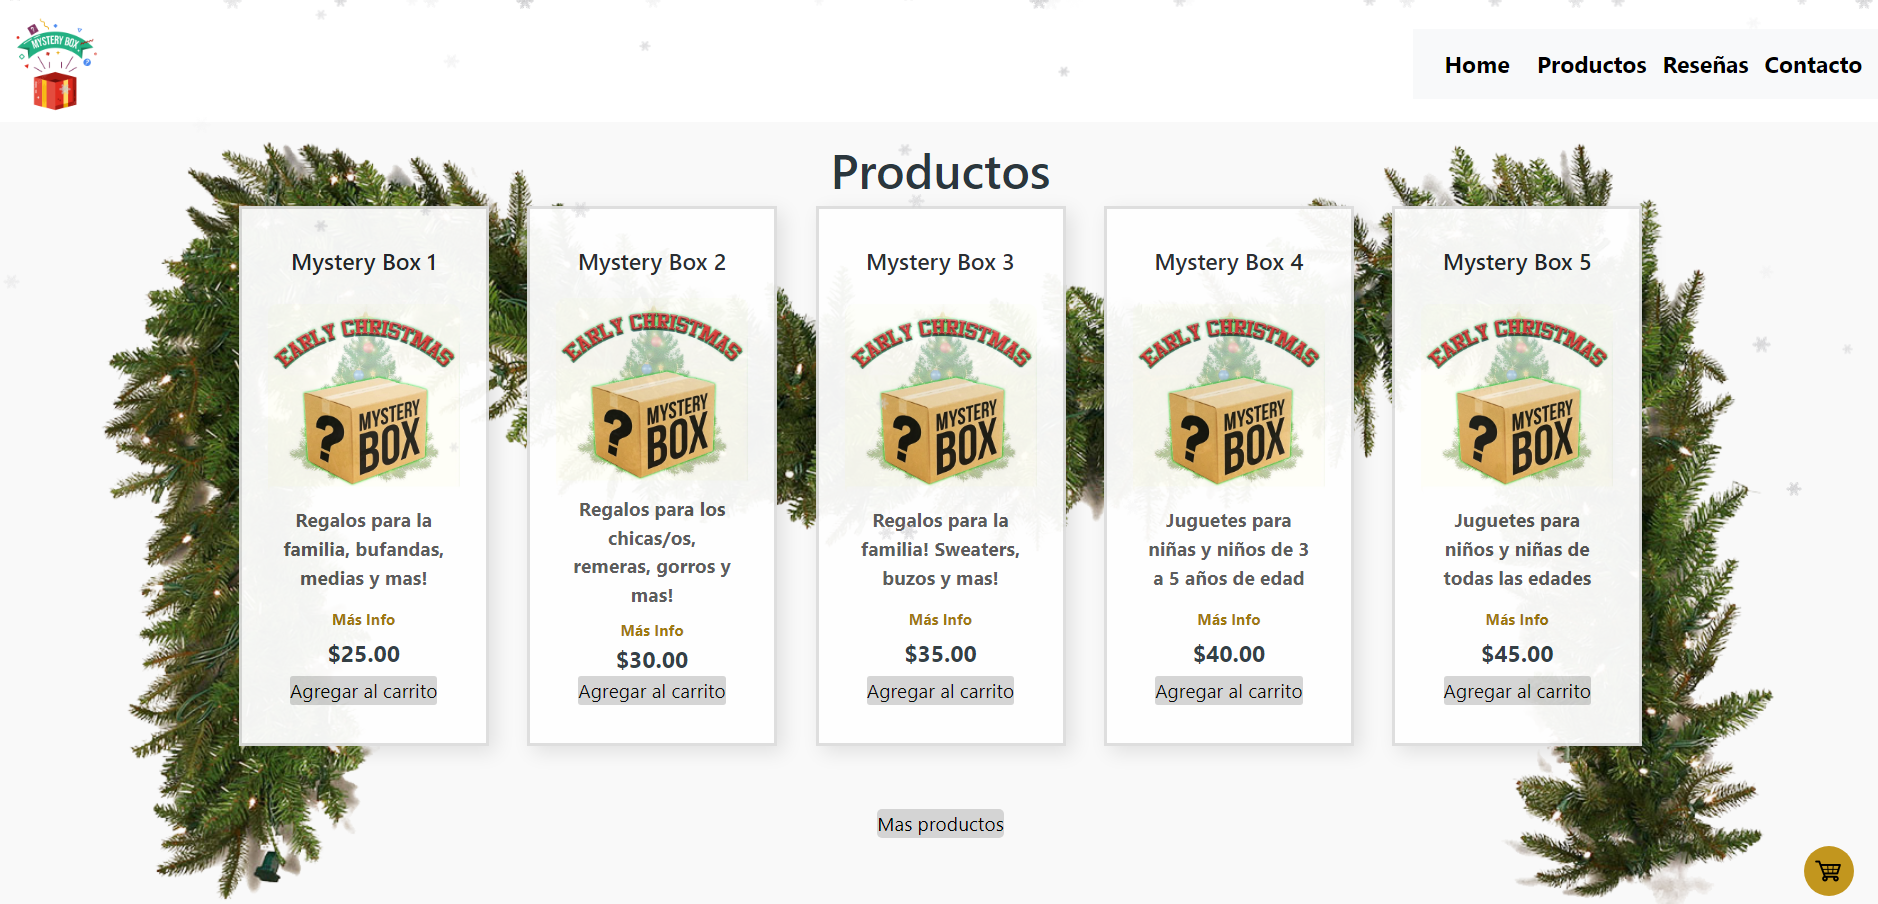 MYSTERY BOX
Home Productos Reseñas Contacto
Productos
Mystery Box 1
EARLY CHRISTMAS
? MYSTERY
BOX
Regalos para la
familia, bufandas,
medias y mas!
Más Info
$25.00
Agregar al carrito
Mystery Box 2
EARLY CHRISTMAS
? MYSTERY
BOX
Regalos para los
chicas/os,
remeras, gorros y
mas!
Más Info
$30.00
Agregar al carrito
Mystery Box 3
EARLY CHRISTMAS
? MYSTERY
BOX
Regalos para la
familia! Sweaters,
buzos y mas!
Más Info
$35.00
Agregar al carrito
Mystery Box 4
EARLY CHRISTMAS
? MYSTERY
BOX
Juguetes para
niñas y niños de 3
a 5 años de edad
Más Info
$40.00
Agregar al carrito
Mystery Box 5
EARLY CHRISTMAS
? MYSTERY
BOX
Juguetes para
niños y niñas de
todas las edades
Más Info
$45.00
Agregar al carrito
Mas productos